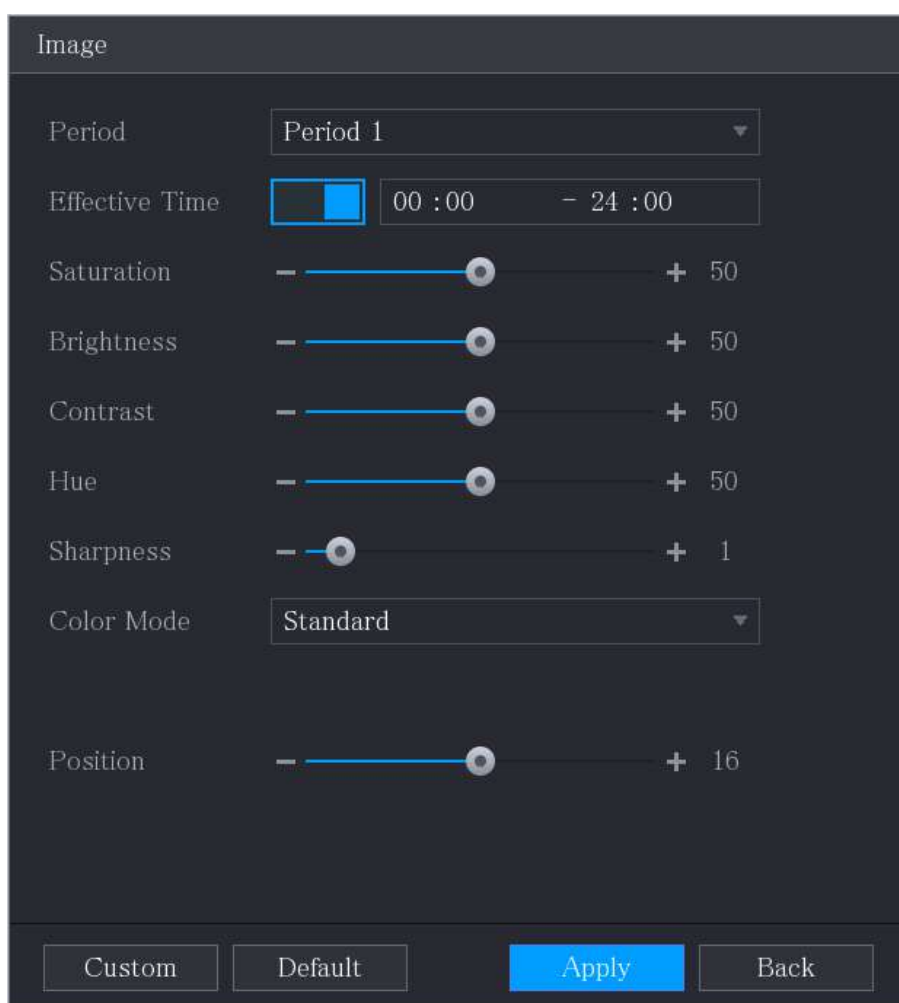 Image
Period Period 1
Effective Time 00 :00 - 24 :00
Saturation - + 50
Brightness - + 50
Contrast - + 50
Hue - + 50
Sharpness - + 1
Color Mode Standard
Position - + 16
Custom Default Apply Back